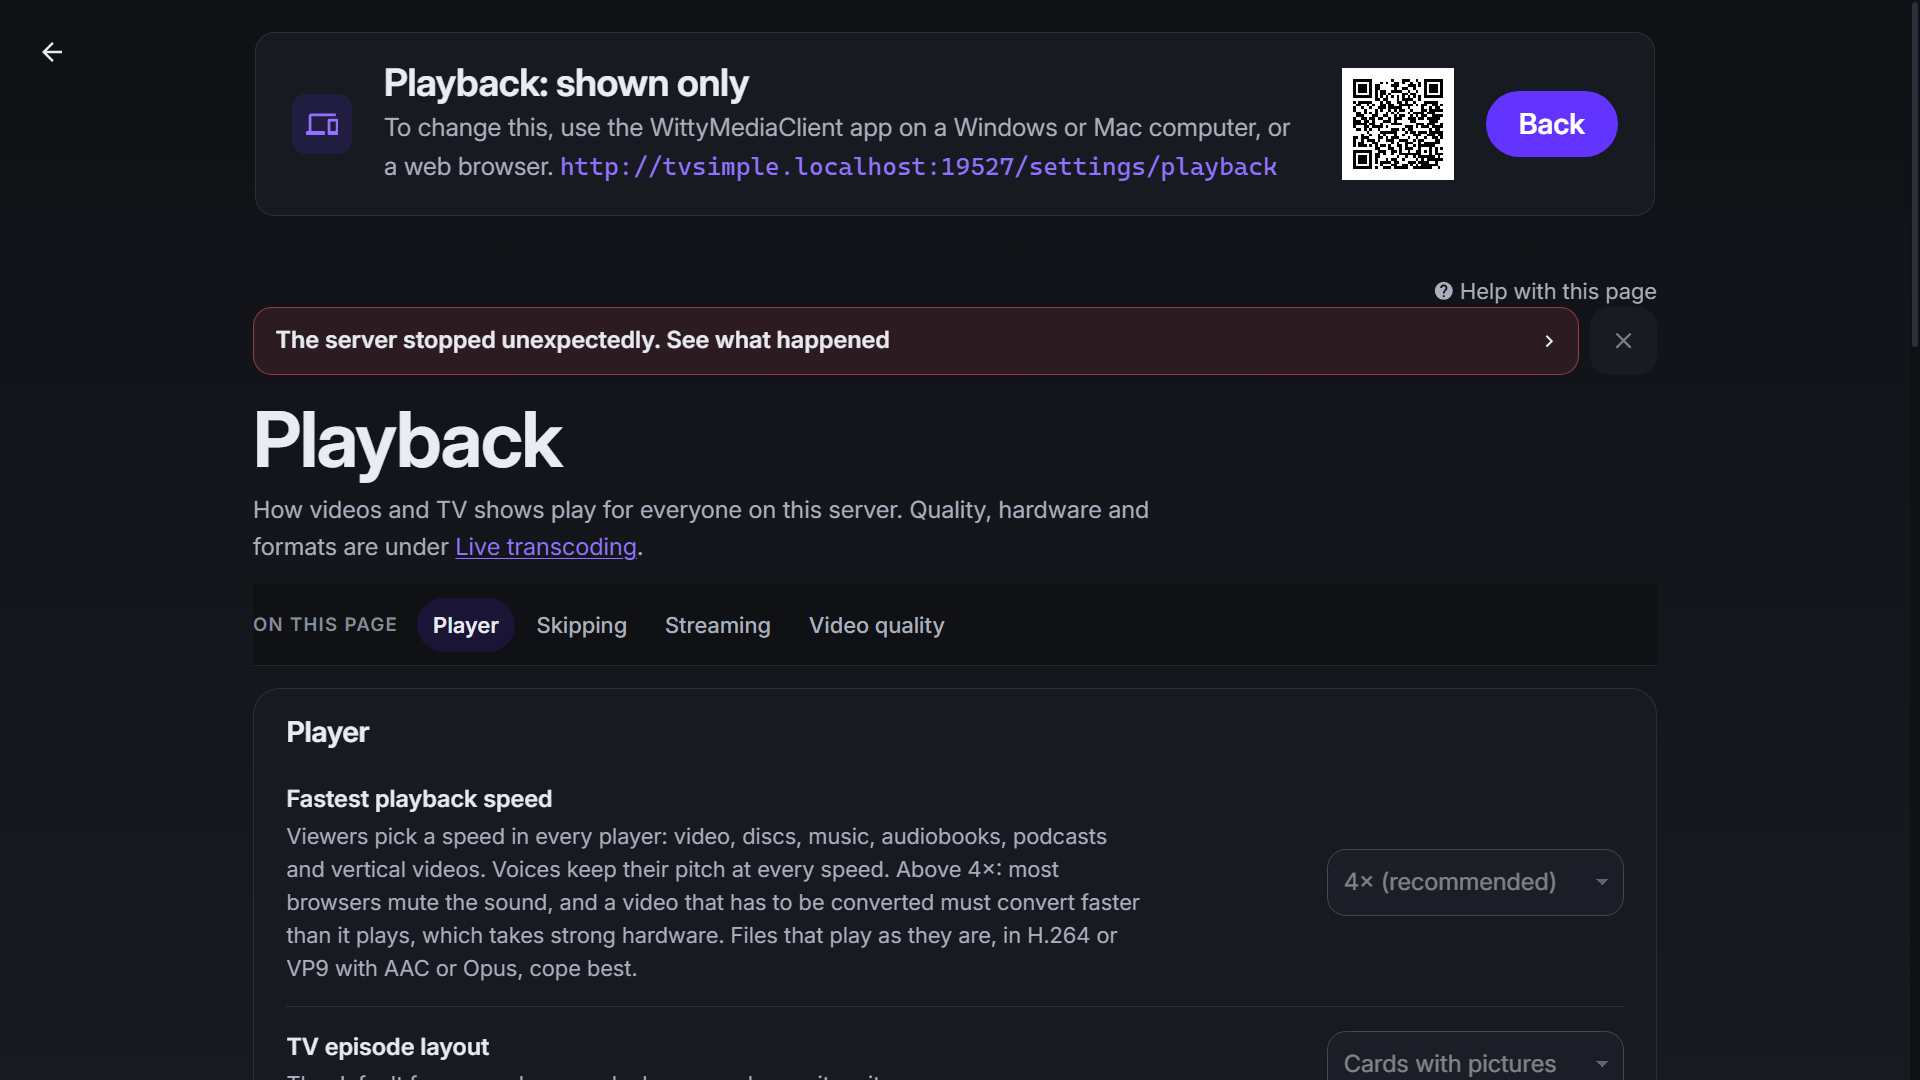 Playback: shown only
To change this, use the WittyMediaClient app on a Windows or Mac computer, or
a web browser. http://tvsimple.localhost:19527/settings/playback
Back
Help with this page
The server stopped unexpectedly. See what happened
Playback
How videos and TV shows play for everyone on this server. Quality, hardware and
formats are under Live transcoding.
ON THIS PAGE Player Skipping Streaming Video quality
Player
Fastest playback speed
Viewers pick a speed in every player: video, discs, music, audiobooks, podcasts
and vertical videos. Voices keep their pitch at every speed. Above 4×: most
browsers mute the sound, and a video that has to be converted must convert faster
than it plays, which takes strong hardware. Files that play as they are, in H.264 or
VP9 with AAC or Opus, cope best.
4× (recommended)
TV episode layout
Cards with pictures